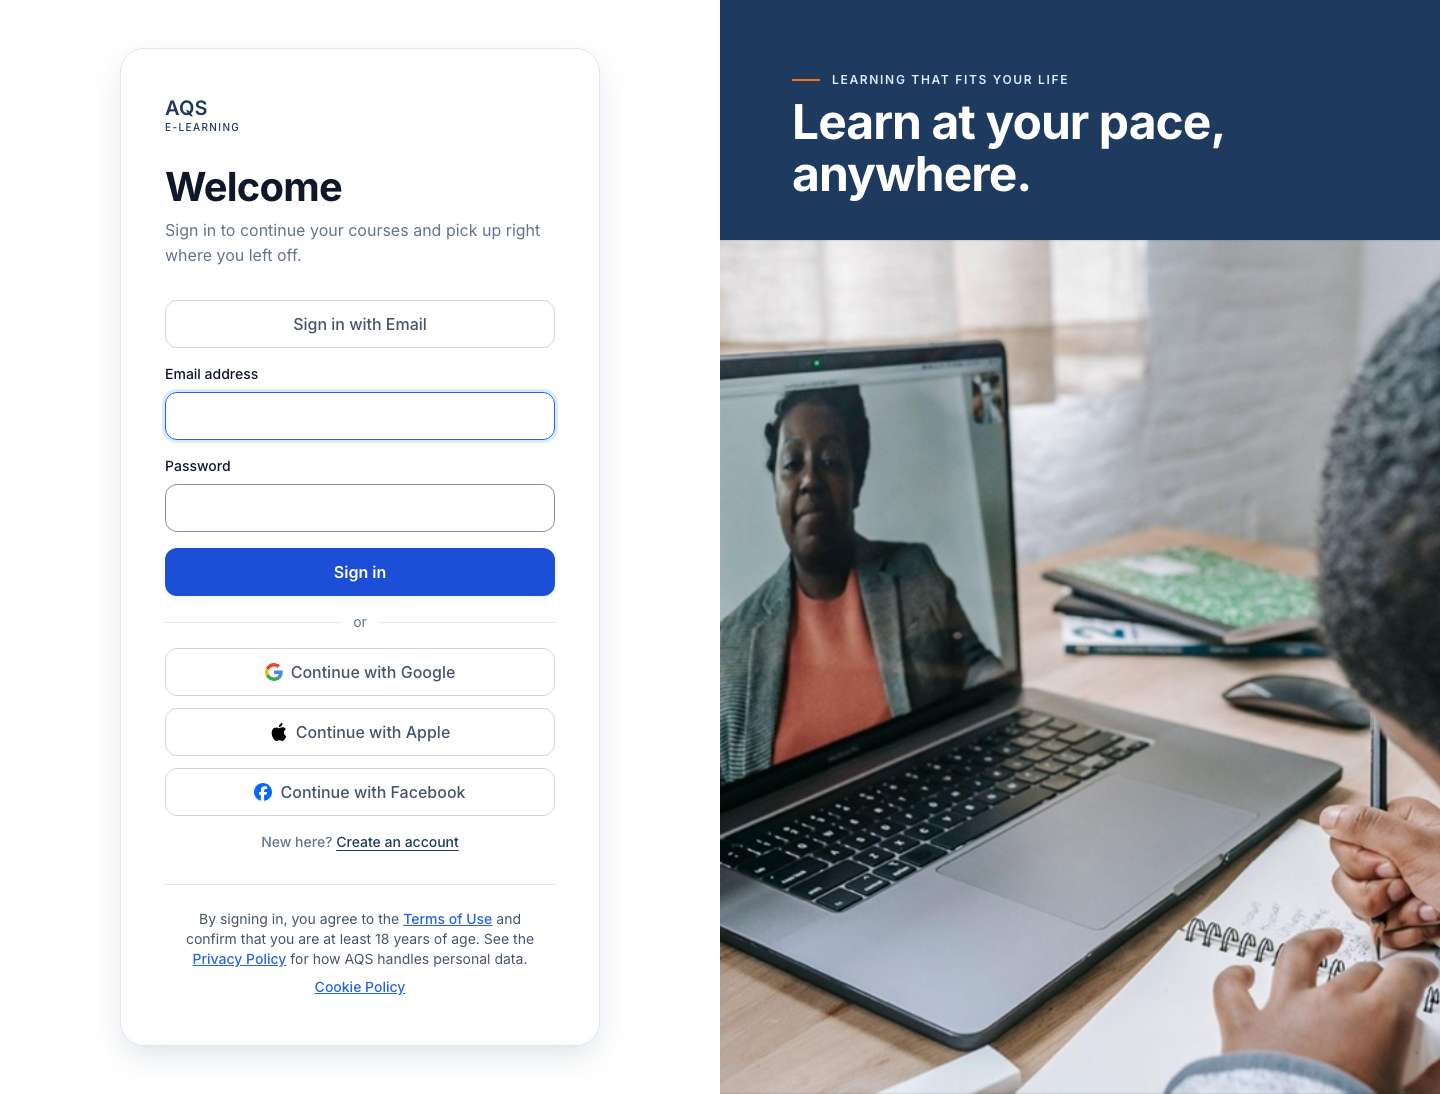 AQS
E-LEARNING
Welcome
Sign in to continue your courses and pick up right
where you left off.
Sign in with Email
Email address
Password
Sign in
or
Continue with Google
Continue with Apple
Continue with Facebook
New here? Create an account
By signing in, you agree to the Terms of Use and
confirm that you are at least 18 years of age. See the
Privacy Policy for how AQS handles personal data.
Cookie Policy
LEARNING THAT FITS YOUR LIFE
Learn at your pace,
anywhere.